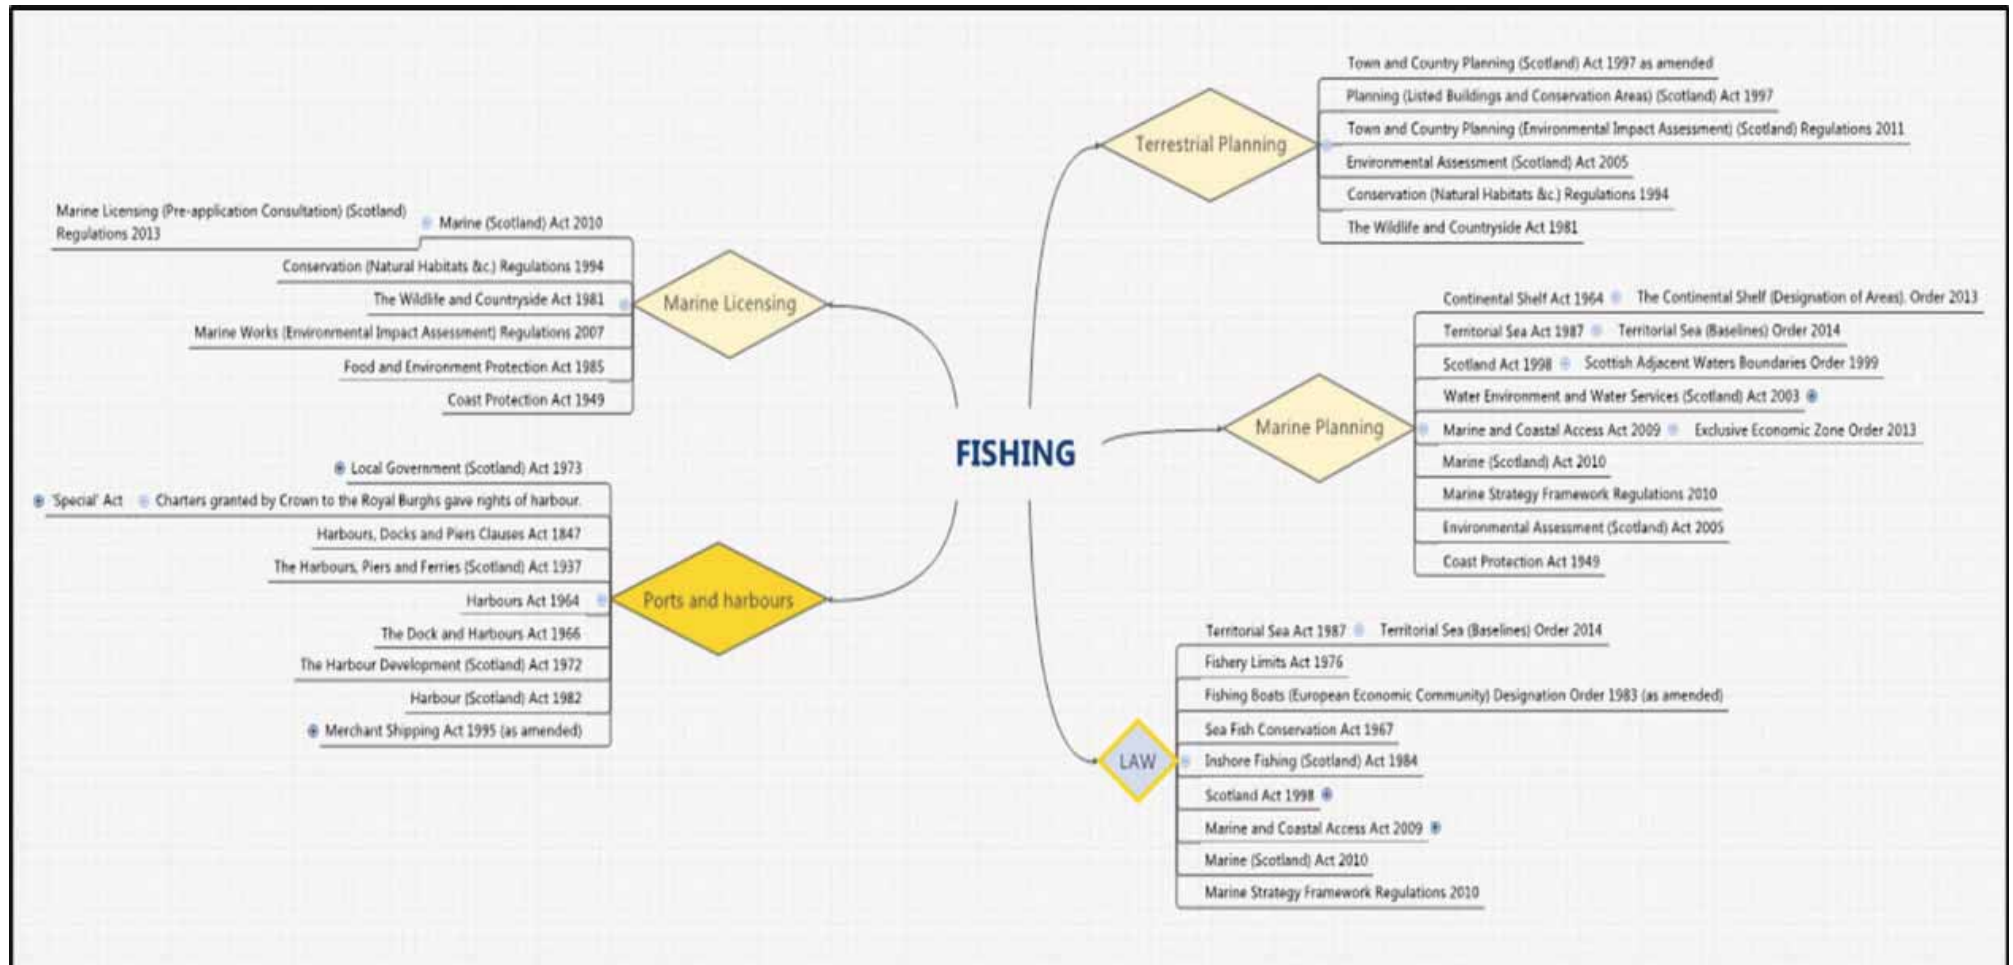 FISHING
Terrestrial Planning
Town and Country Planning (Scotland) Act 1997 as amended
Planning (Listed Buildings and Conservation Areas) (Scotland) Act 1997
Town and Country Planning (Environmental Impact Assessment) (Scotland) Regulations 2011
Environmental Assessment (Scotland) Act 2005
Conservation (Natural Habitats &c.) Regulations 1994
The Wildlife and Countryside Act 1981
Marine Planning
Continental Shelf Act 1964 The Continental Shelf (Designation of Areas). Order 2013
Territorial Sea Act 1987 Territorial Sea (Baselines) Order 2014
Scotland Act 1998 Scottish Adjacent Waters Boundaries Order 1999
Water Environment and Water Services (Scotland) Act 2003
Marine and Coastal Access Act 2009 Exclusive Economic Zone Order 2013
Marine (Scotland) Act 2010
Marine Strategy Framework Regulations 2010
Environmental Assessment (Scotland) Act 2005
Coast Protection Act 1949
LAW
Territorial Sea Act 1987 Territorial Sea (Baselines) Order 2014
Fishery Limits Act 1976
Fishing Boats (European Economic Community) Designation Order 1983 (as amended)
Sea Fish Conservation Act 1967
Inshore Fishing (Scotland) Act 1984
Scotland Act 1998
Marine and Coastal Access Act 2009
Marine (Scotland) Act 2010
Marine Strategy Framework Regulations 2010
Marine Licensing
Marine (Scotland) Act 2010
Marine Licensing (Pre-application Consultation) (Scotland)
Regulations 2013
Conservation (Natural Habitats &c.) Regulations 1994
The Wildlife and Countryside Act 1981
Marine Works (Environmental Impact Assessment) Regulations 2007
Food and Environment Protection Act 1985
Coast Protection Act 1949
Ports and harbours
Local Government (Scotland) Act 1973
'Special' Act Charters granted by Crown to the Royal Burghs gave rights of harbour.
Harbours, Docks and Piers Clauses Act 1847
The Harbours, Piers and Ferries (Scotland) Act 1937
Harbours Act 1964
The Dock and Harbours Act 1966
The Harbour Development (Scotland) Act 1972
Harbour (Scotland) Act 1982
Merchant Shipping Act 1995 (as amended)